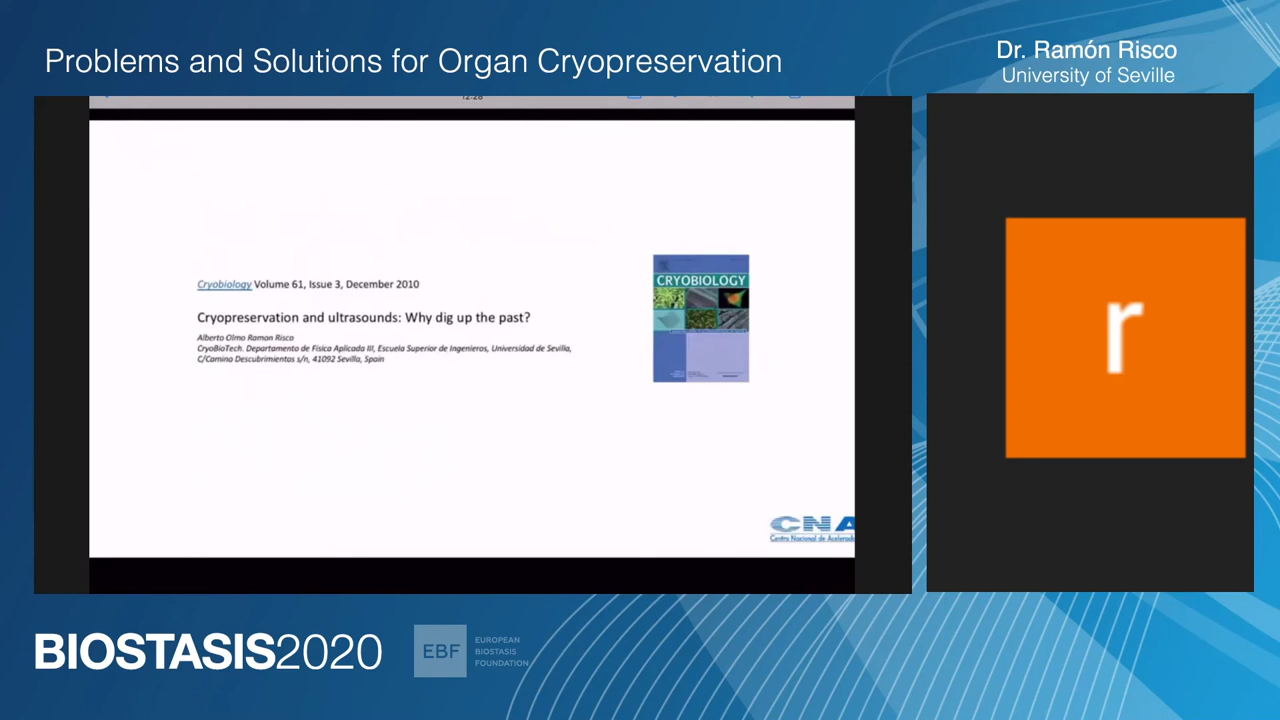 Problems and Solutions for Organ Cryopreservation
Dr. Ramón Risco
University of Seville
12:28
Cryobiology Volume 61, Issue 3, December 2010
Cryopreservation and ultrasounds: Why dig up the past?
Alberto Olmo Ramon Risco
CryoBioTech. Departamento de Física Aplicada III, Escuela Superior de Ingenieros, Universidad de Sevilla,
C/Camino Descubrimientos s/n, 41092 Sevilla, Spain
CRYOBIOLOGY
r
CNA
Centro Nacional de Acelerad
BIOSTASIS2020
EBF
EUROPEAN
BIOSTASIS
FOUNDATION